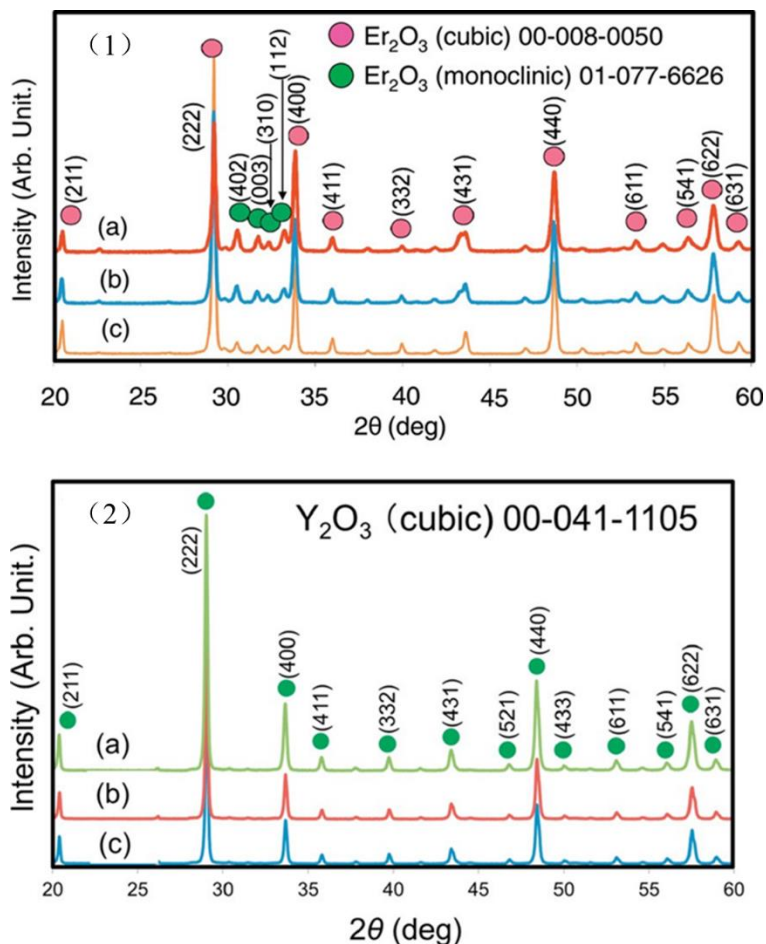 (1)
Er₂O₃ (cubic) 00-008-0050
Er₂O₃ (monoclinic) 01-077-6626
Intensity (Arb. Unit.)
(211)
(222)
(402)
(003)
(310)
(112)
(400)
(411)
(332)
(431)
(440)
(611)
(541)
(622)
(631)
(a)
(b)
(c)
20 25 30 35 40 45 50 55 60
2θ (deg)
(2)
Y₂O₃ (cubic) 00-041-1105
Intensity (Arb. Unit.)
(211)
(222)
(400)
(411)
(332)
(431)
(521)
(440)
(433)
(611)
(541)
(622)
(631)
(a)
(b)
(c)
20 25 30 35 40 45 50 55 60
2θ (deg)